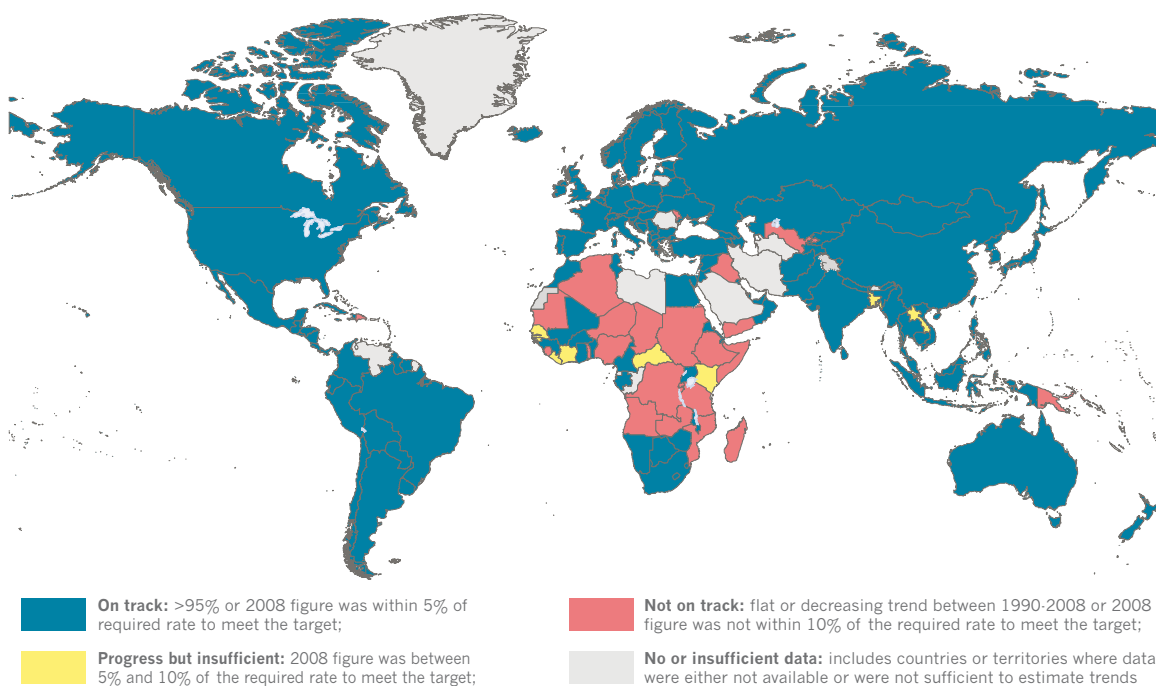 On track: >95% or 2008 figure was within 5% of
required rate to meet the target;
Progress but insufficient: 2008 figure was between
5% and 10% of the required rate to meet the target;
Not on track: flat or decreasing trend between 1990-2008 or 2008
figure was not within 10% of the required rate to meet the target;
No or insufficient data: includes countries or territories where data
were either not available or were not sufficient to estimate trends